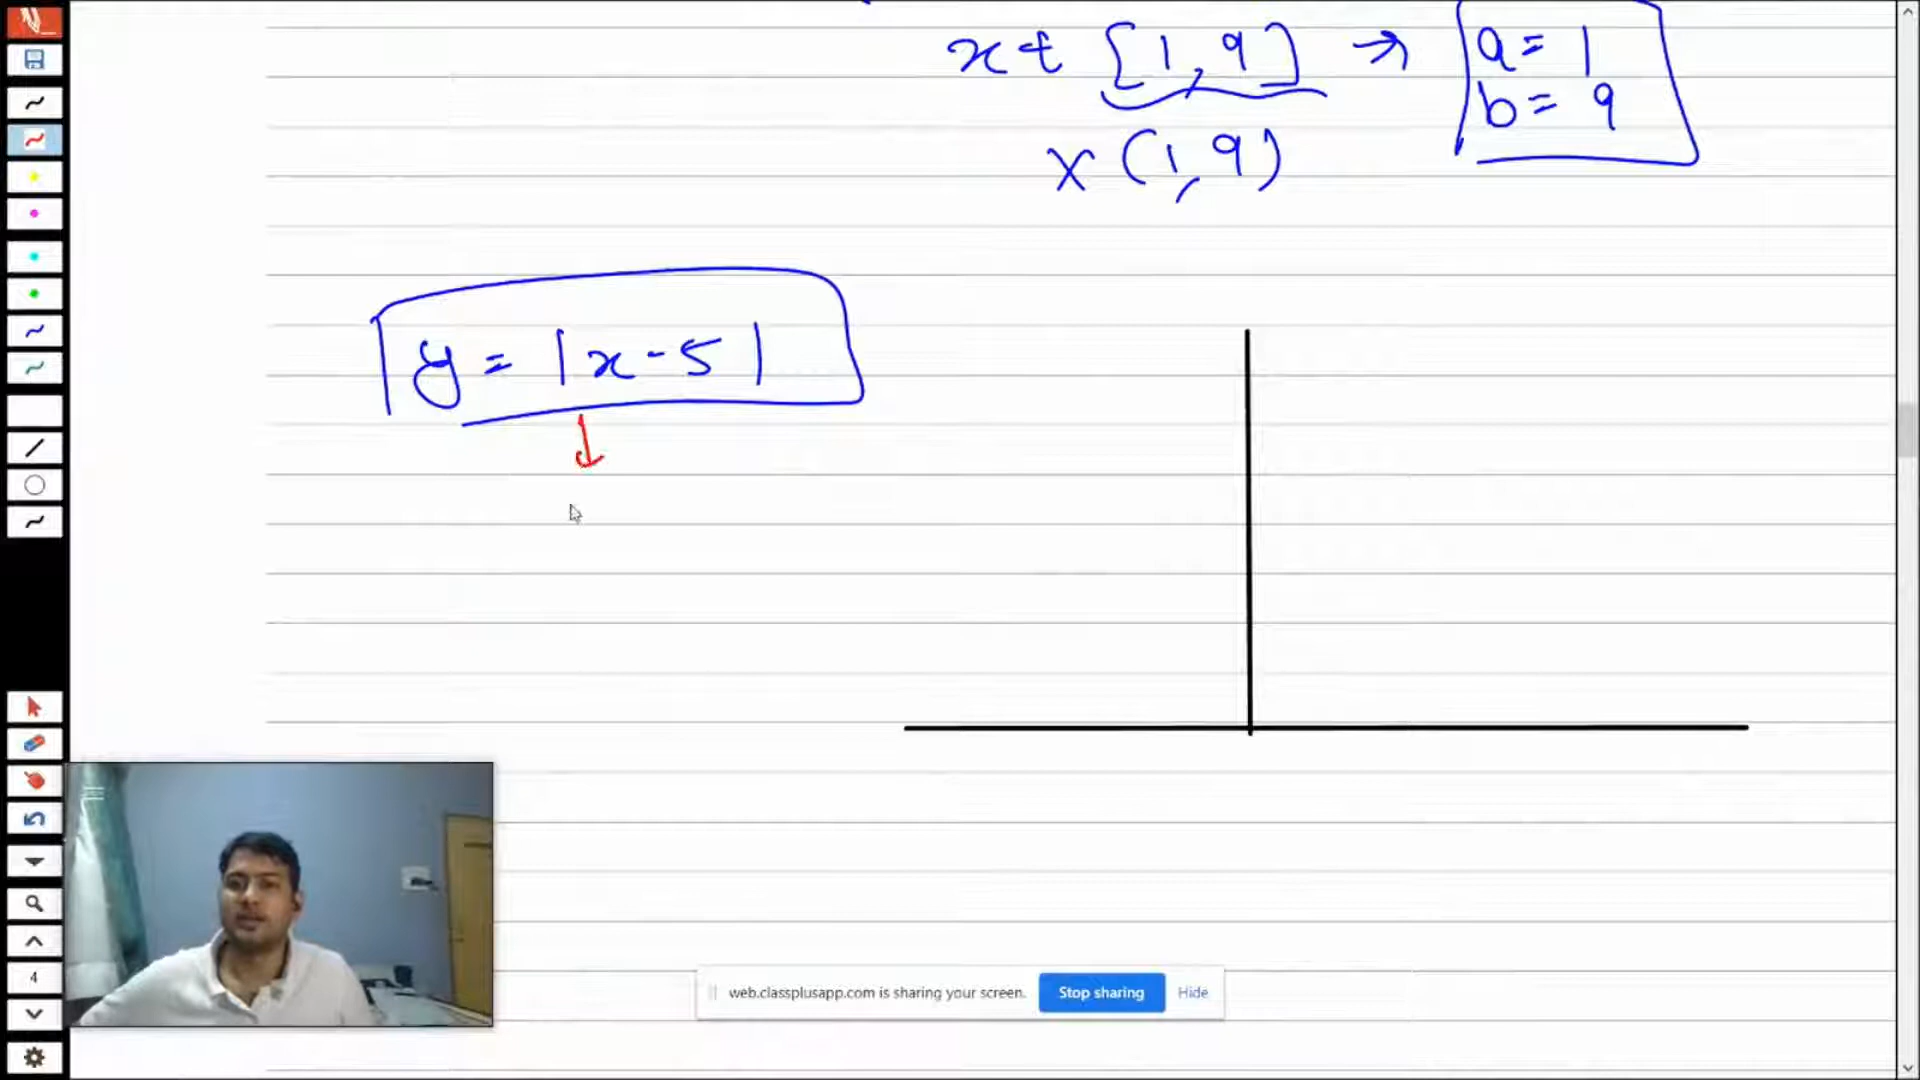 x ∈ [1, 9] → a = 1
b = 9
x (1, 9)
y = |x - 5|
4
web.classplusapp.com is sharing your screen. Stop sharing Hide